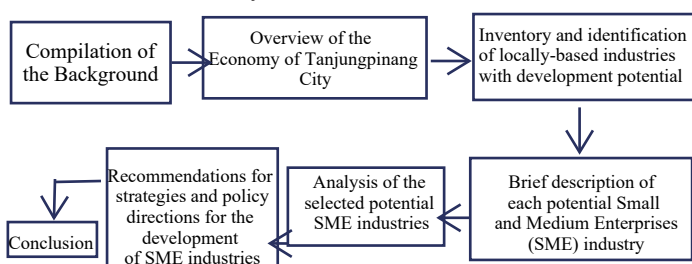 Compilation of
the Background
Overview of the
Economy of Tanjungpinang
City
Inventory and identification
of locally-based industries
with development potential
Brief description of
each potential Small
and Medium Enterprises
(SME) industry
Analysis of the
selected potential
SME industries
Recommendations for
strategies and policy
directions for the
development
of SME industries
Conclusion